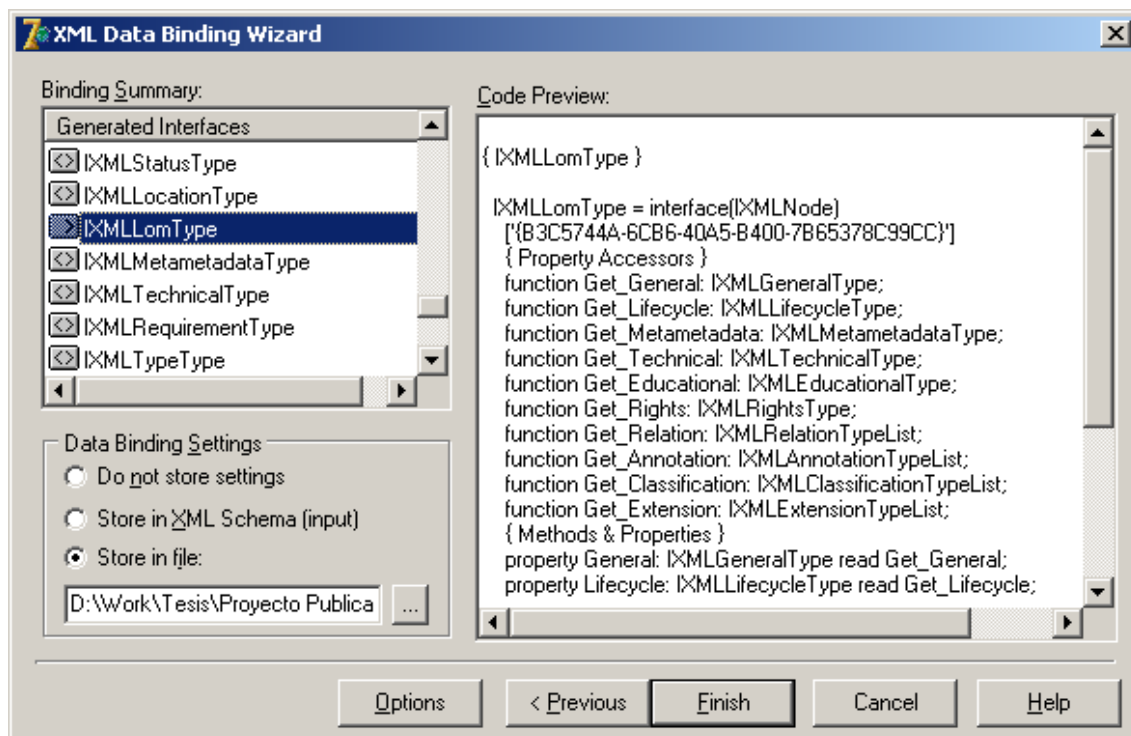 XML Data Binding Wizard
Binding Summary:
Generated Interfaces
IXMLStatusType
IXMLLocationType
IXMLLomType
IXMLMetametadataType
IXMLTechnicalType
IXMLRequirementType
IXMLTypeType
Data Binding Settings
Do not store settings
Store in XML Schema (input)
Store in file:
D:\Work\Tesis\Proyecto Publica
...
Code Preview:
{ IXMLLomType }
IXMLLomType = interface(IXMLNode)
['{B3C5744A-6CB6-40A5-B400-7B65378C99CC}']
{ Property Accessors }
function Get_General: IXMLGeneralType;
function Get_Lifecycle: IXMLLifecycleType;
function Get_Metametadata: IXMLMetametadataType;
function Get_Technical: IXMLTechnicalType;
function Get_Educational: IXMLEducationalType;
function Get_Rights: IXMLRightsType;
function Get_Relation: IXMLRelationTypeList;
function Get_Annotation: IXMLAnnotationTypeList;
function Get_Classification: IXMLClassificationTypeList;
function Get_Extension: IXMLExtensionTypeList;
{ Methods & Properties }
property General: IXMLGeneralType read Get_General;
property Lifecycle: IXMLLifecycleType read Get_Lifecycle;
Options
< Previous
Finish
Cancel
Help